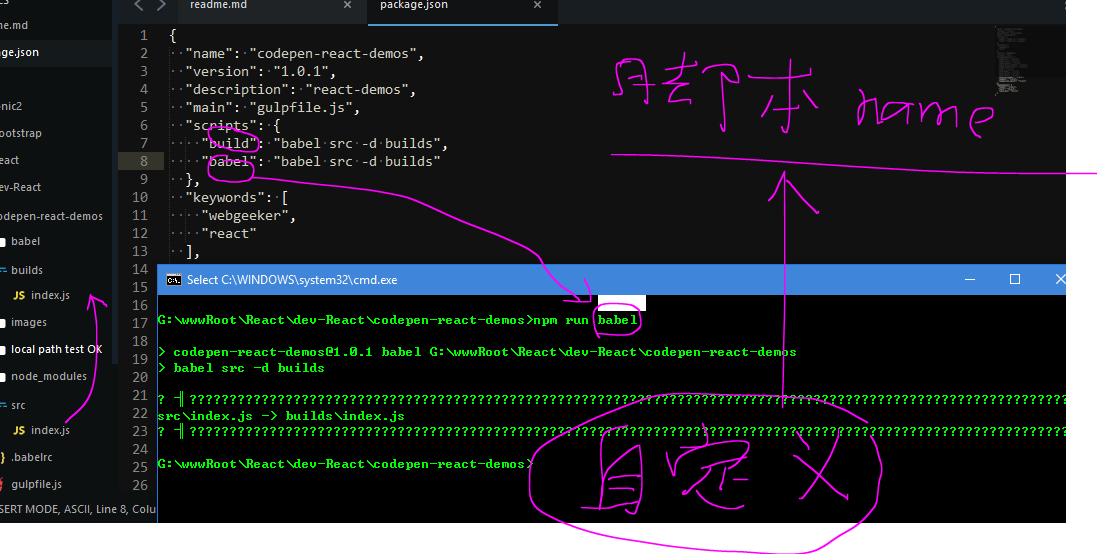 readme.md
package.json
ne.md
ge.json
nic2
ootstrap
eact
ev-React
odepen-react-demos
babel
builds
index.js
images
local path test OK
node_modules
src
index.js
.babelrc
gulpfile.js
SERT MODE, ASCII, Line 8, Colu
1 {
2 "name": "codepen-react-demos",
3 "version": "1.0.1",
4 "description": "react-demos",
5 "main": "gulpfile.js",
6 "scripts": {
7 "build": "babel src -d builds",
8 "babel": "babel src -d builds"
9 },
10 "keywords": [
11 "webgeeker",
12 "react"
13 ],
14
15
16
17
18
19
20
21
22
23
24
25
26
name
Select C:\WINDOWS\system32\cmd.exe
G:\wwwRoot\React\dev-React\codepen-react-demos>npm run babel
> codepen-react-demos@1.0.1 babel G:\wwwRoot\React\dev-React\codepen-react-demos
> babel src -d builds
src\index.js -> builds\index.js
G:\wwwRoot\React\dev-React\codepen-react-demos>
自定义